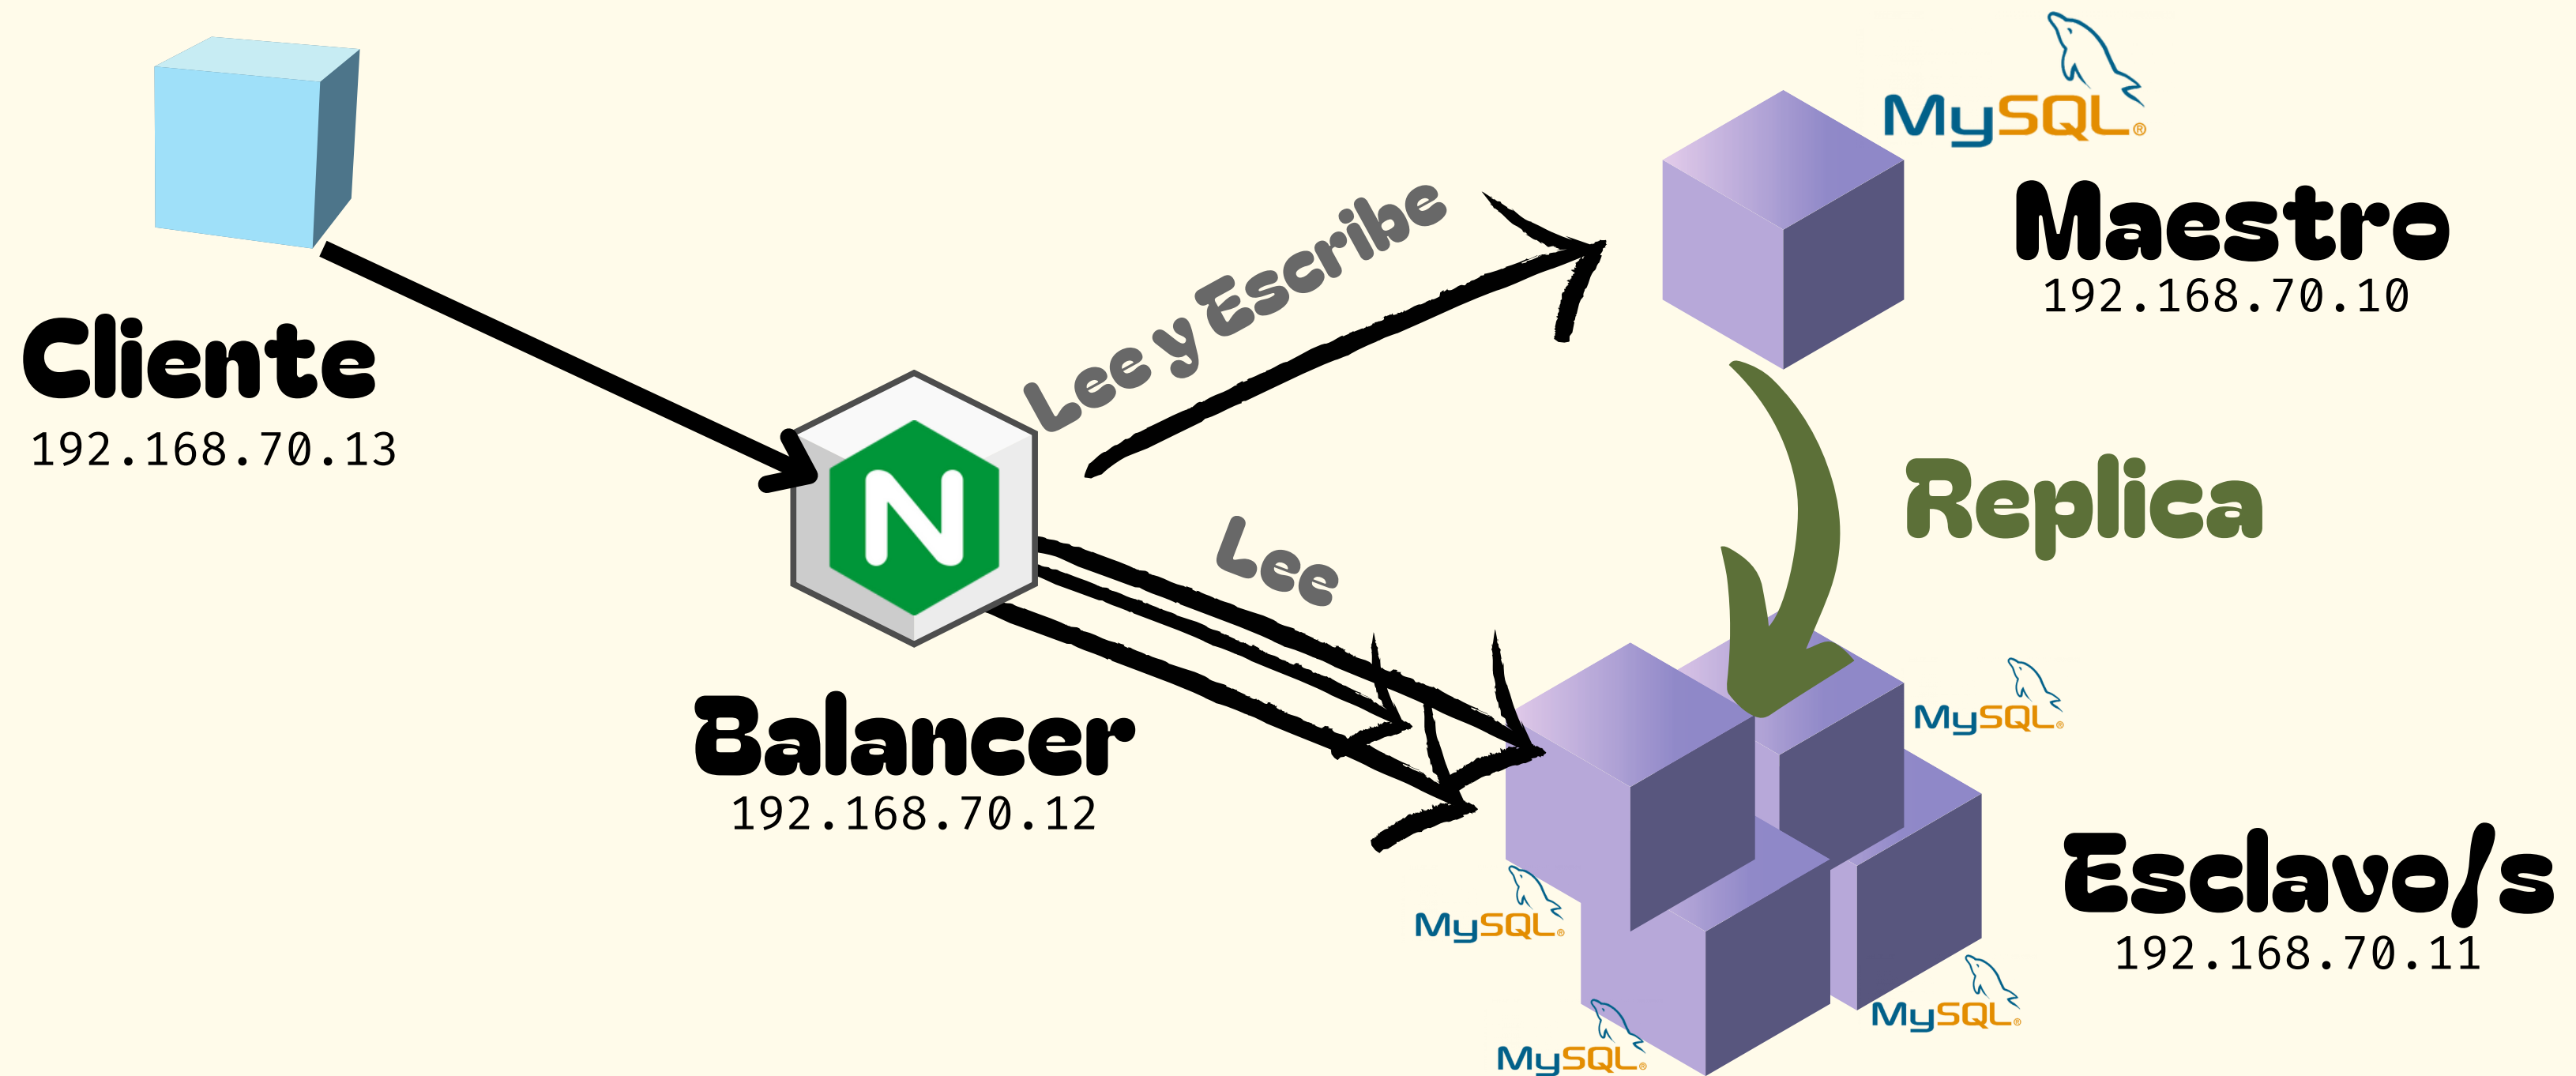 MySQL®
Maestro
192.168.70.10
Cliente
192.168.70.13
Lee y Escribe
Replica
Lee
Balancer
192.168.70.12
MySQL®
Esclavo/s
192.168.70.11
MySQL®
MySQL®
MySQL®
N